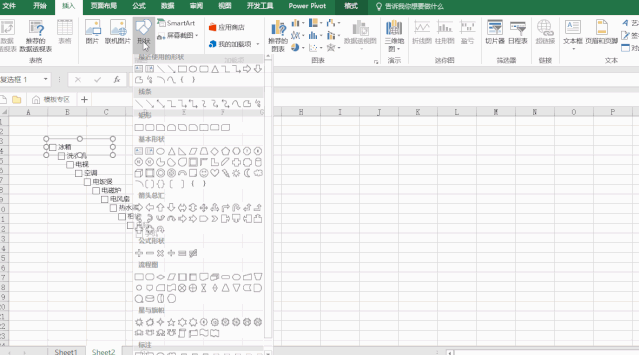 文件 开始 插入 页面布局 公式 数据 审阅 视图 开发工具 Power Pivot 模式 告诉我你想要做什么
数据透视表 推荐的数据透视表 表格 图片 联机图片 形状 SmartArt 屏幕截图 应用商店 我的加载项 推荐的图表 数据透视图 三维地图 折线图 柱形图 盈亏 切片器 日程表 超链接 文本框 页眉和页脚
表格 图表 演示 迷你图 筛选器 链接 文本
复选框 1 fx
模板专区
最近使用的形状
线条
矩形
基本形状
箭头总汇
公式形状
流程图
星与旗帜
标注
A B C H I J K L M N O P
冰箱
电视
空调
电饭煲
电磁炉
电风扇
热水
Sheet1 Sheet2